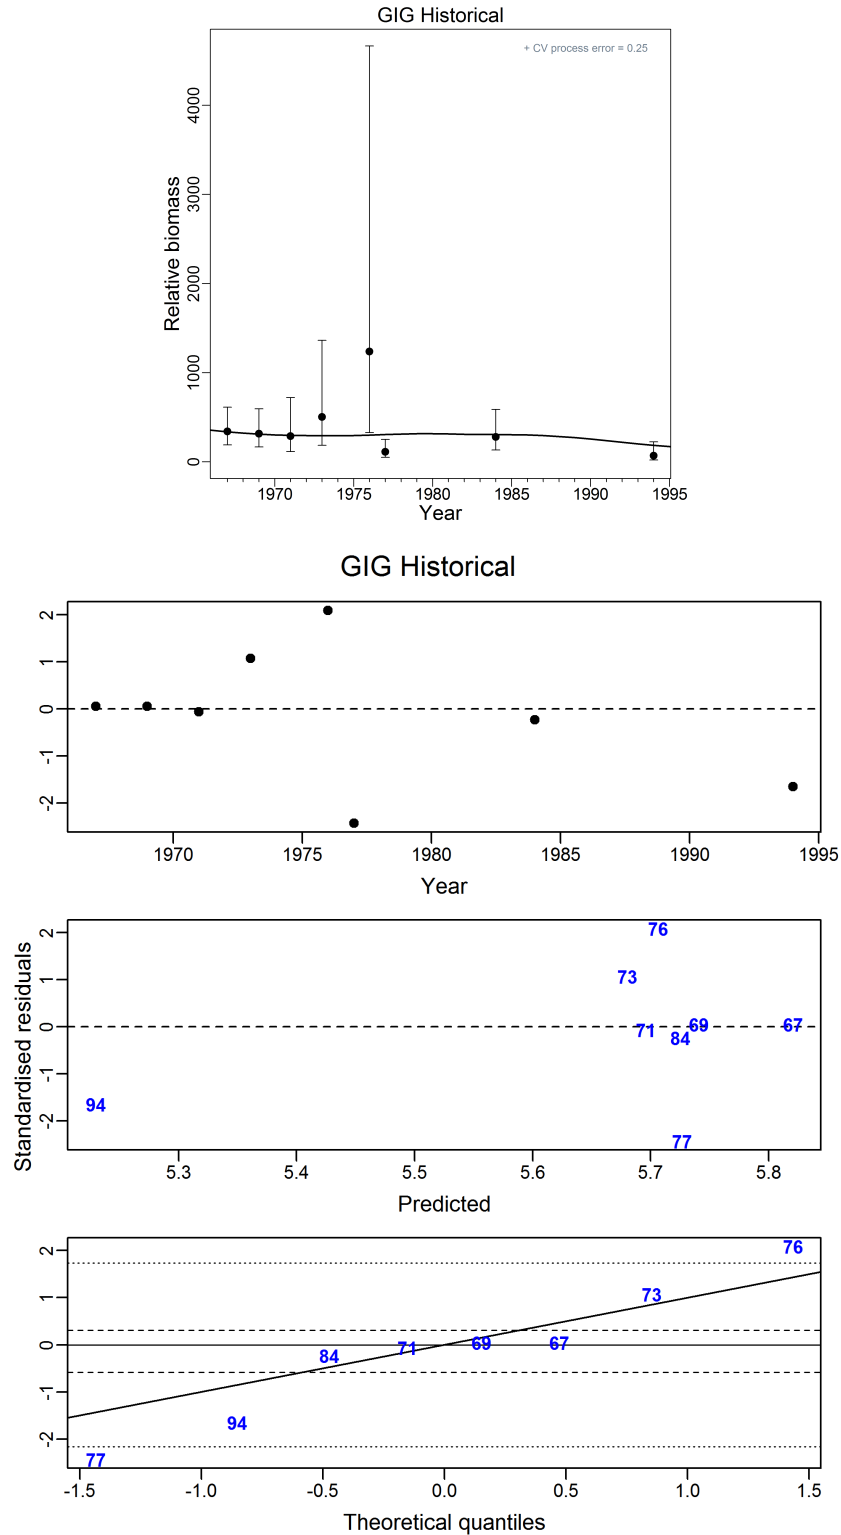 GIG Historical
+ CV process error = 0.25
Relative biomass
4000
3000
2000
1000
0
1970 1975 1980 1985 1990 1995
Year
GIG Historical
2
1
0
-1
-2
1970 1975 1980 1985 1990 1995
Year
Standardised residuals
2
1
0
-1
-2
76
73
71 69 67
84
94
77
5.3 5.4 5.5 5.6 5.7 5.8
Predicted
2
1
0
-1
-2
76
73
84 71 69 67
94
77
-1.5 -1.0 -0.5 0.0 0.5 1.0 1.5
Theoretical quantiles